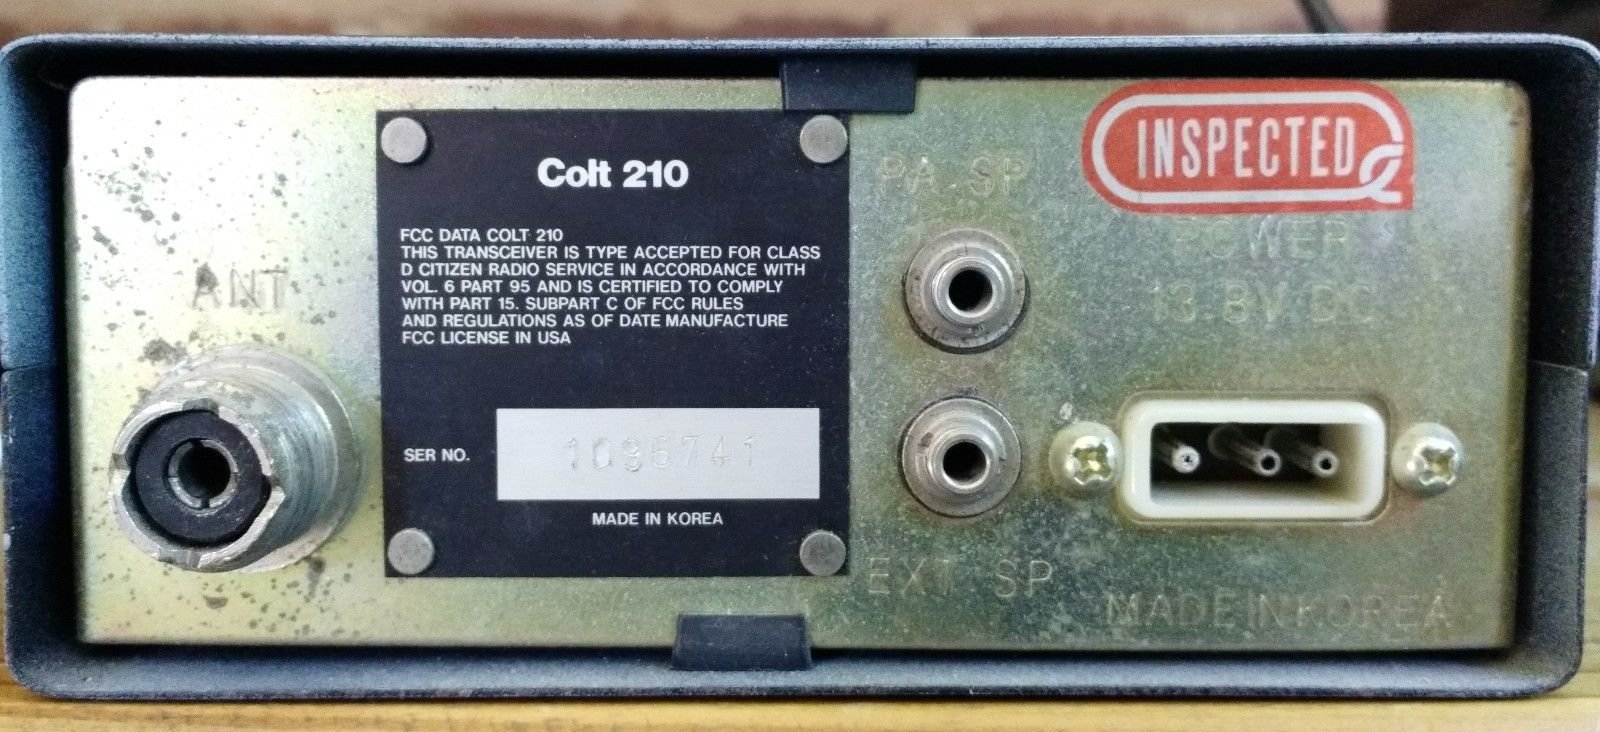 ANT
Colt 210
FCC DATA COLT 210
THIS TRANSCEIVER IS TYPE ACCEPTED FOR CLASS
D CITIZEN RADIO SERVICE IN ACCORDANCE WITH
VOL. 6 PART 95 AND IS CERTIFIED TO COMPLY
WITH PART 15. SUBPART C OF FCC RULES
AND REGULATIONS AS OF DATE MANUFACTURE
FCC LICENSE IN USA
SER NO. 1096741
MADE IN KOREA
PA. SP
EXT SP
INSPECTED
POWER
13.8V DC
MADE IN KOREA